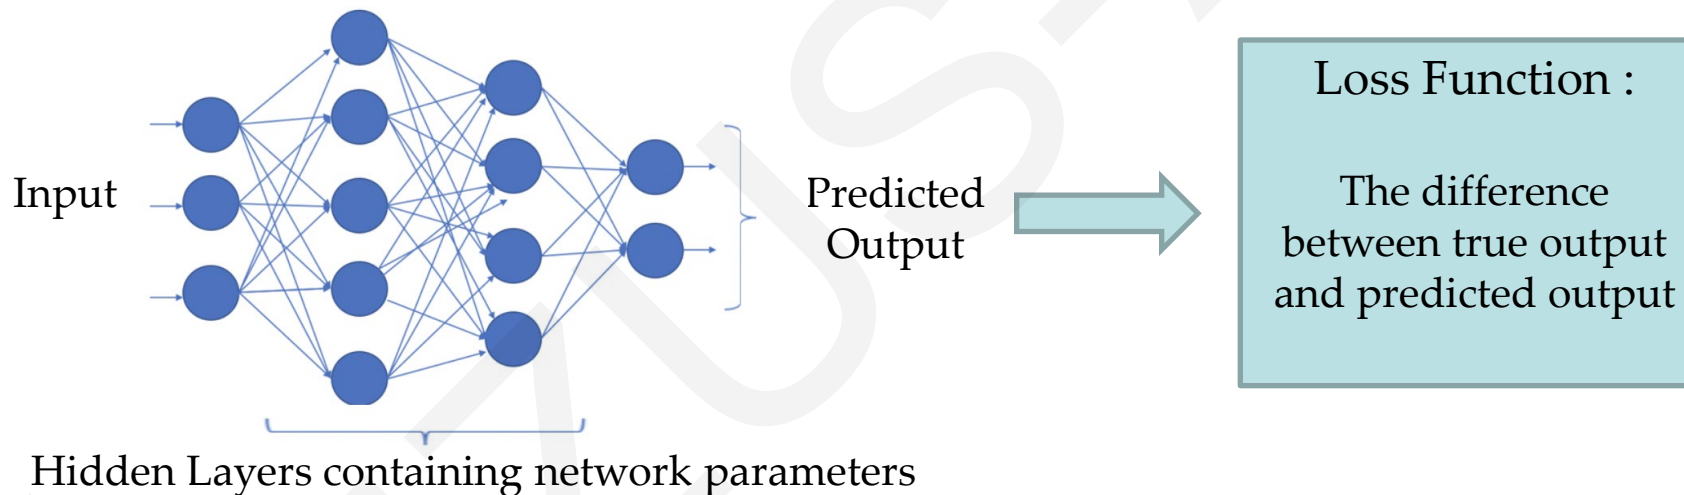 Input
Predicted
Output
Loss Function :
The difference
between true output
and predicted output
Hidden Layers containing network parameters